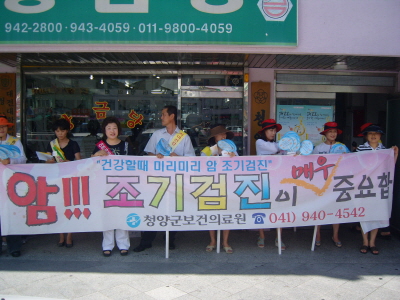 942-2800 · 943-4059 · 011-9800-4059
"건강할때 미리미리 암 조기검진"
암!!! 조기검진이 매우 중요합
청양군보건의료원 ☎ 041) 940-4542